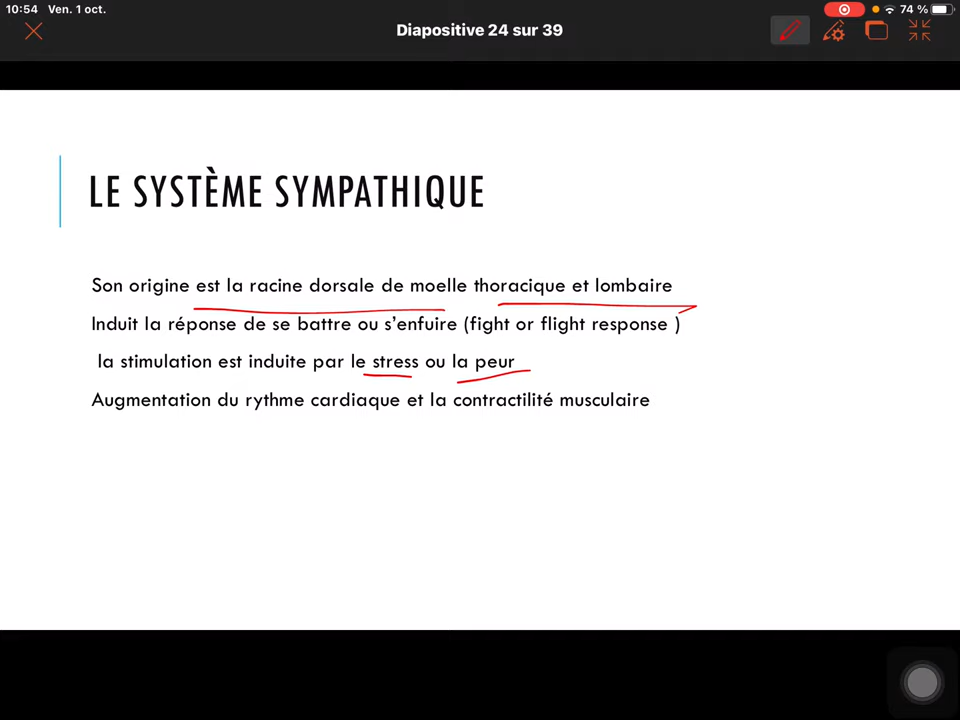 10:54 Ven. 1 oct. 74 %
Diapositive 24 sur 39
LE SYSTÈME SYMPATHIQUE
Son origine est la racine dorsale de moelle thoracique et lombaire
Induit la réponse de se battre ou s'enfuire (fight or flight response )
la stimulation est induite par le stress ou la peur
Augmentation du rythme cardiaque et la contractilité musculaire